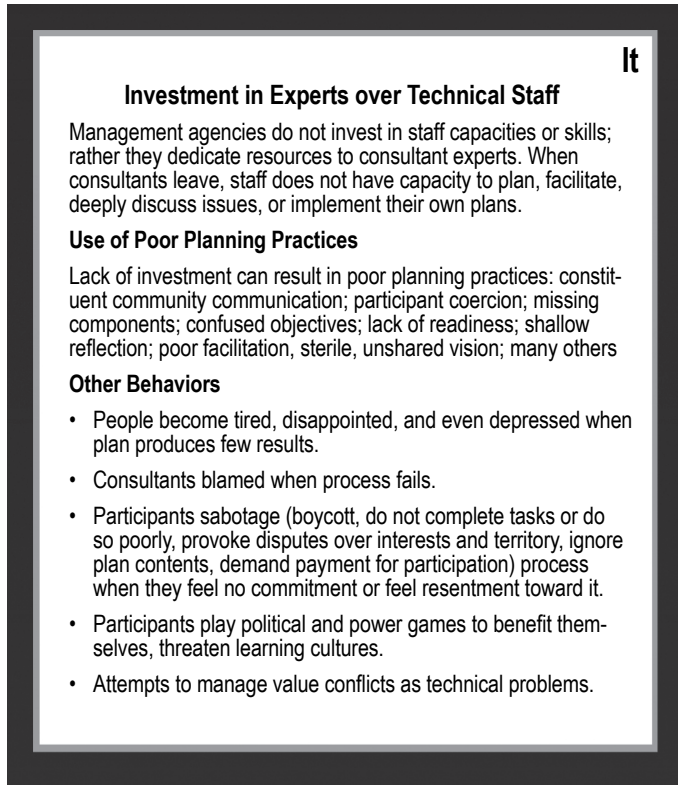 It
Investment in Experts over Technical Staff
Management agencies do not invest in staff capacities or skills;
rather they dedicate resources to consultant experts. When
consultants leave, staff does not have capacity to plan, facilitate,
deeply discuss issues, or implement their own plans.
Use of Poor Planning Practices
Lack of investment can result in poor planning practices: constit-
uent community communication; participant coercion; missing
components; confused objectives; lack of readiness; shallow
reflection; poor facilitation, sterile, unshared vision; many others
Other Behaviors
• People become tired, disappointed, and even depressed when
plan produces few results.
• Consultants blamed when process fails.
• Participants sabotage (boycott, do not complete tasks or do
so poorly, provoke disputes over interests and territory, ignore
plan contents, demand payment for participation) process
when they feel no commitment or feel resentment toward it.
• Participants play political and power games to benefit them-
selves, threaten learning cultures.
• Attempts to manage value conflicts as technical problems.